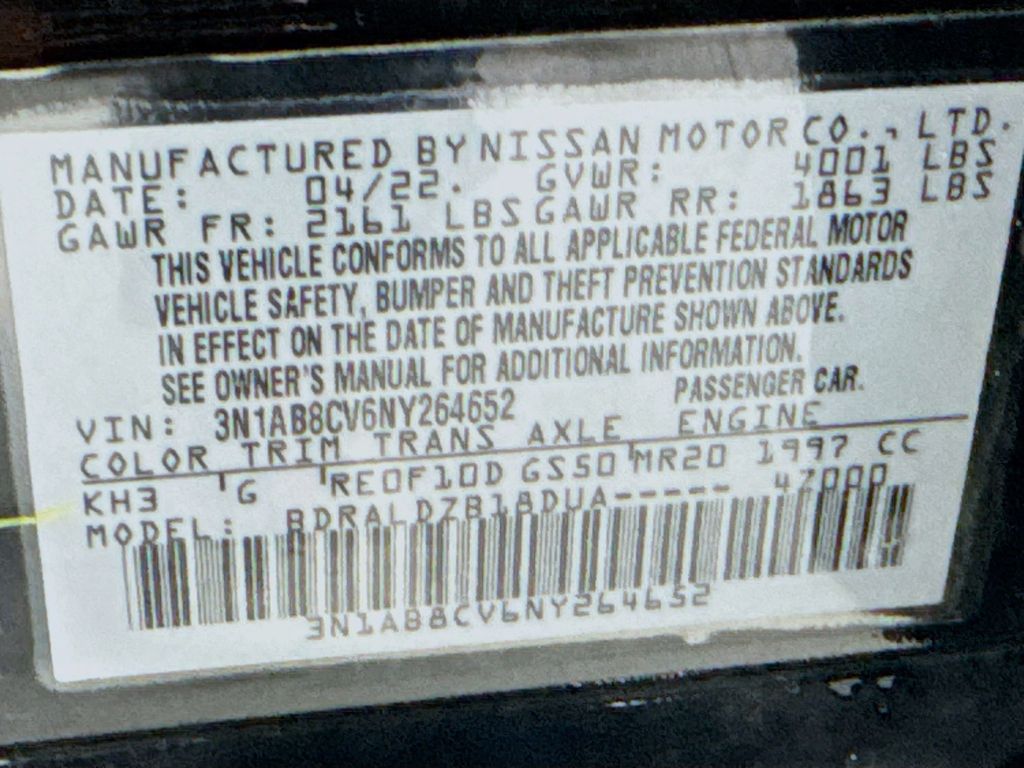 MANUFACTURED BY NISSAN MOTOR CO., LTD.
DATE: 04/22. GVWR: 4001 LBS
GAWR FR: 2161 LBS GAWR RR: 1863 LBS
THIS VEHICLE CONFORMS TO ALL APPLICABLE FEDERAL MOTOR
VEHICLE SAFETY, BUMPER AND THEFT PREVENTION STANDARDS
IN EFFECT ON THE DATE OF MANUFACTURE SHOWN ABOVE.
SEE OWNER'S MANUAL FOR ADDITIONAL INFORMATION.
VIN: 3N1AB8CV6NY264652 PASSENGER CAR.
COLOR TRIM TRANS AXLE ENGINE
KH3 G RE0F10D GS50 MR20 1997 CC
MODEL: BDRALDZB18DUA----- 47000
3N1AB8CV6NY264652